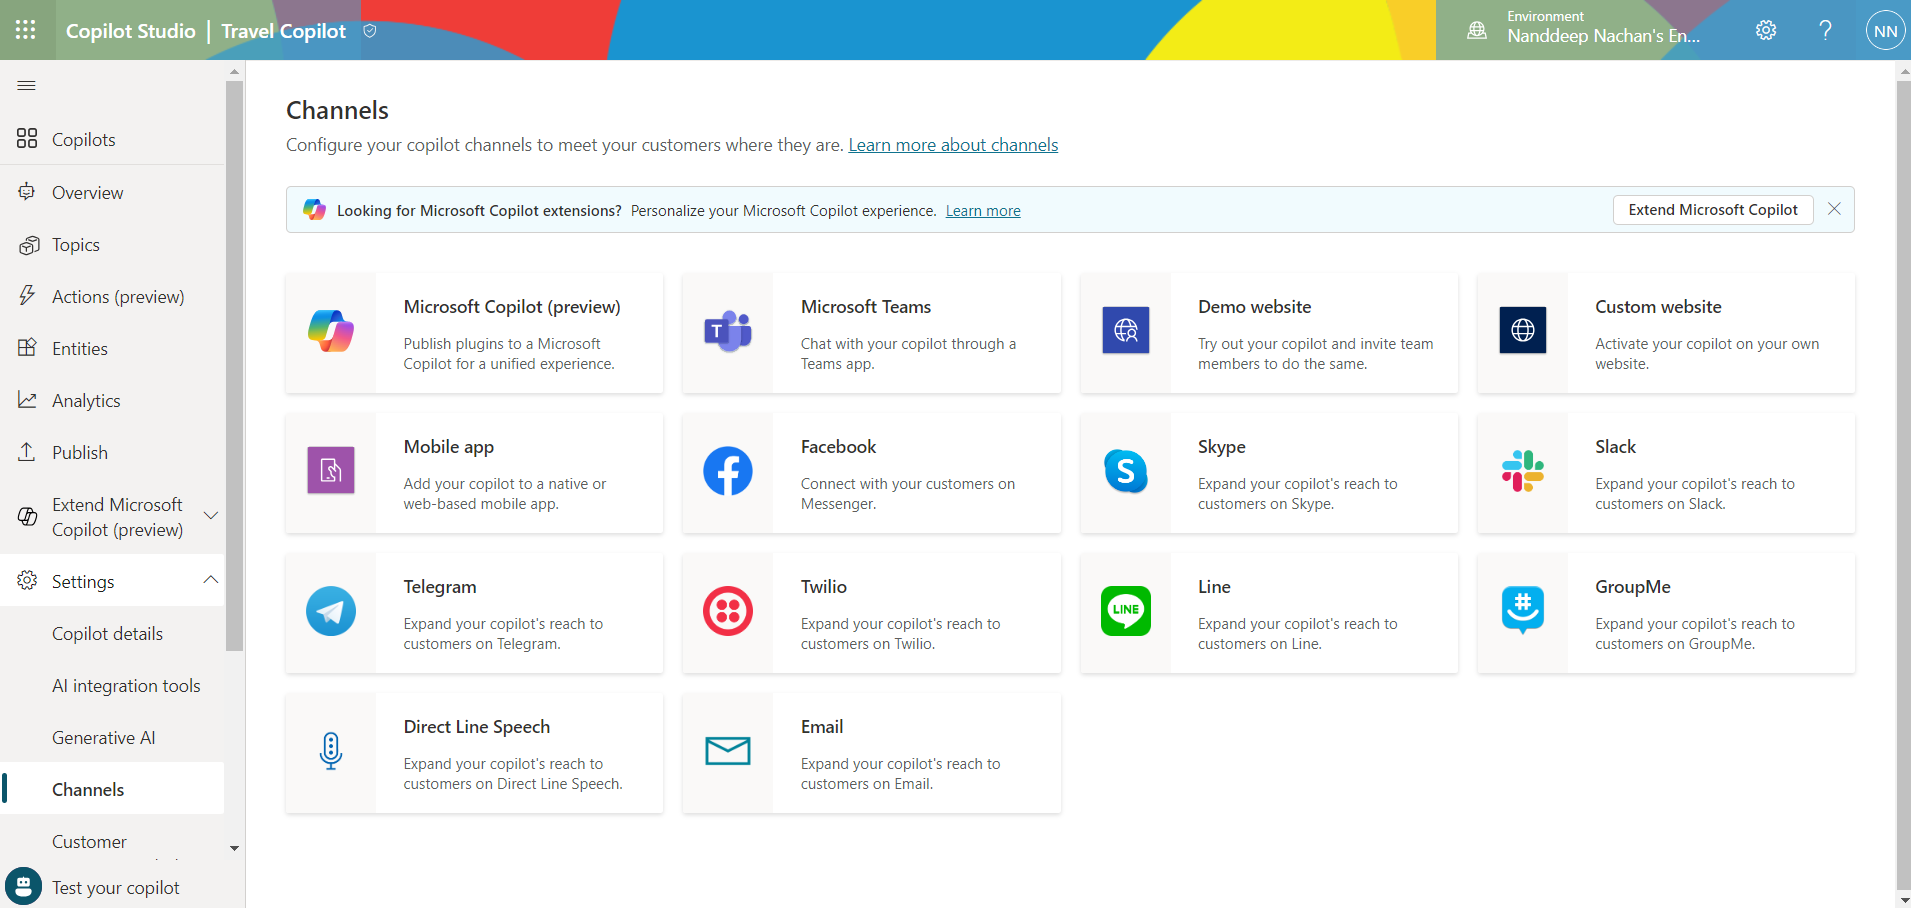 Copilot Studio | Travel Copilot
Environment
Nanddeep Nachan's En...
?
NN
Copilots
Overview
Topics
Actions (preview)
Entities
Analytics
Publish
Extend Microsoft
Copilot (preview)
Settings
Copilot details
AI integration tools
Generative AI
Channels
Customer
Test your copilot
Channels
Configure your copilot channels to meet your customers where they are. Learn more about channels
Looking for Microsoft Copilot extensions? Personalize your Microsoft Copilot experience. Learn more
Extend Microsoft Copilot
Microsoft Copilot (preview)
Publish plugins to a Microsoft
Copilot for a unified experience.
T
Microsoft Teams
Chat with your copilot through a
Teams app.
Demo website
Try out your copilot and invite team
members to do the same.
Custom website
Activate your copilot on your own
website.
Mobile app
Add your copilot to a native or
web-based mobile app.
Facebook
Connect with your customers on
Messenger.
S
Skype
Expand your copilot's reach to
customers on Skype.
Slack
Expand your copilot's reach to
customers on Slack.
Telegram
Expand your copilot's reach to
customers on Telegram.
Twilio
Expand your copilot's reach to
customers on Twilio.
LINE
Line
Expand your copilot's reach to
customers on Line.
#
GroupMe
Expand your copilot's reach to
customers on GroupMe.
Direct Line Speech
Expand your copilot's reach to
customers on Direct Line Speech.
Email
Expand your copilot's reach to
customers on Email.